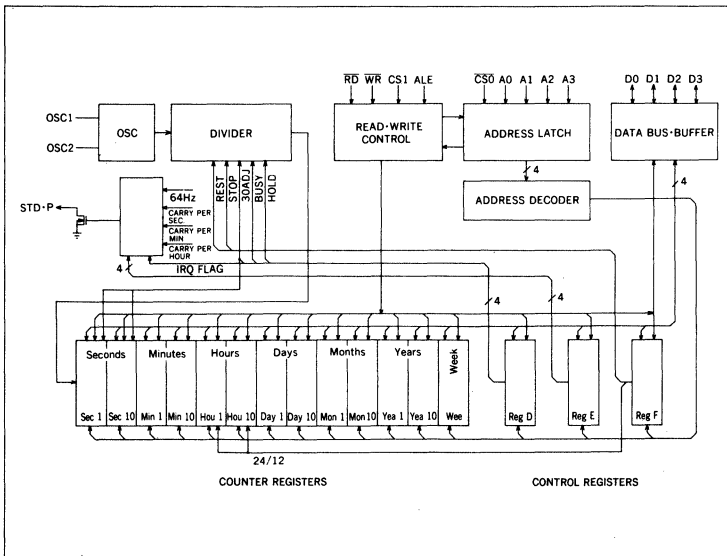 RD WR CS1 ALE
CS0 A0 A1 A2 A3
D0 D1 D2 D3
OSC1
OSC2
OSC
DIVIDER
READ·WRITE
CONTROL
ADDRESS LATCH
DATA BUS·BUFFER
4
4
ADDRESS DECODER
REST
STOP
30ADJ
BUSY
HOLD
STD·P
64Hz
CARRY PER
SEC.
CARRY PER
MIN
CARRY PER
HOUR
4
IRQ FLAG
4
4
Seconds Minutes Hours Days Months Years Week
Sec 1 Sec 10 Min 1 Min 10 Hou 1 Hou 10 Day 1 Day 10 Mon 1 Mon 10 Yea 1 Yea 10 Wee
Reg D Reg E Reg F
24/12
COUNTER REGISTERS
CONTROL REGISTERS